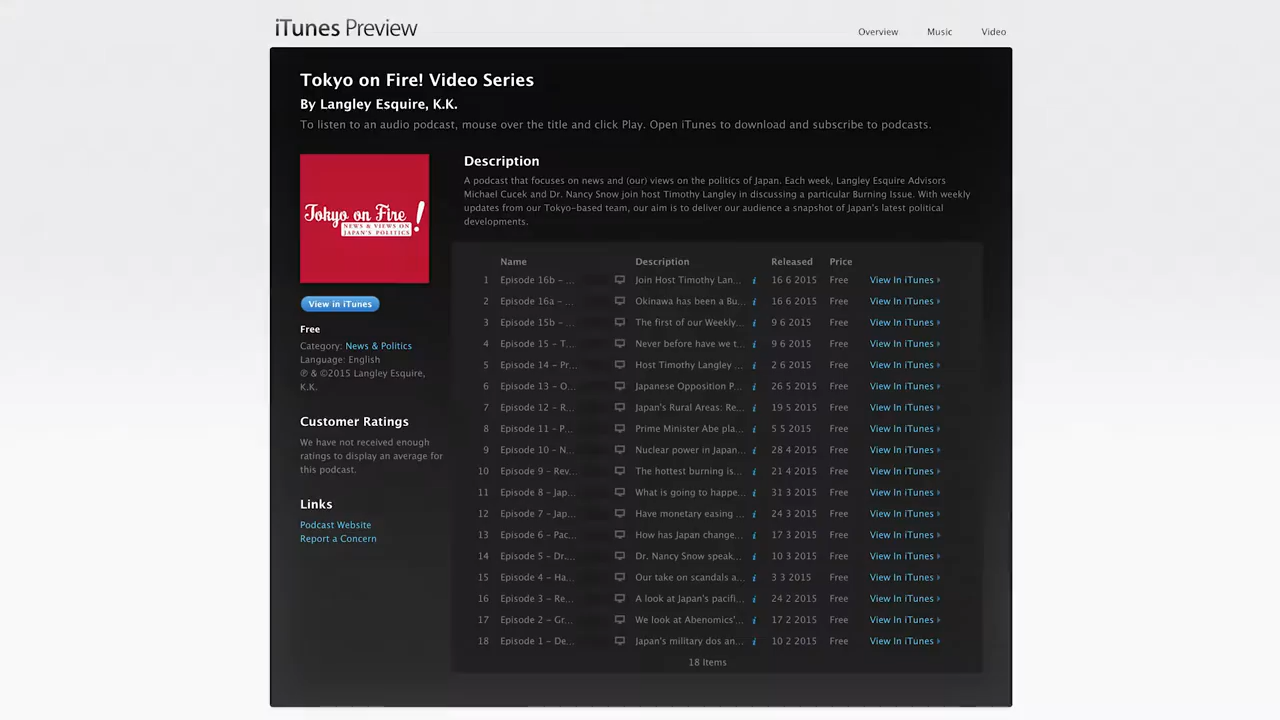 iTunes Preview
Overview Music Video
Tokyo on Fire! Video Series
By Langley Esquire, K.K.
To listen to an audio podcast, mouse over the title and click Play. Open iTunes to download and subscribe to podcasts.
Tokyo on Fire!
NEWS & VIEWS ON
JAPAN'S POLITICS
View in iTunes
Free
Category: News & Politics
Language: English
℗ & ©2015 Langley Esquire,
K.K.
Customer Ratings
We have not received enough
ratings to display an average for
this podcast.
Links
Podcast Website
Report a Concern
Description
A podcast that focuses on news and (our) views on the politics of Japan. Each week, Langley Esquire Advisors
Michael Cucek and Dr. Nancy Snow join host Timothy Langley in discussing a particular Burning Issue. With weekly
updates from our Tokyo-based team, our aim is to deliver our audience a snapshot of Japan's latest political
developments.
Name Description Released Price
1 Episode 16b - ... Join Host Timothy Lan... i 16 6 2015 Free View In iTunes
2 Episode 16a - ... Okinawa has been a Bu... i 16 6 2015 Free View In iTunes
3 Episode 15b - ... The first of our Weekly... i 9 6 2015 Free View In iTunes
4 Episode 15 - T... Never before have we t... i 9 6 2015 Free View In iTunes
5 Episode 14 - Pr... Host Timothy Langley ... i 2 6 2015 Free View In iTunes
6 Episode 13 - O... Japanese Opposition P... i 26 5 2015 Free View In iTunes
7 Episode 12 - R... Japan's Rural Areas: Re... i 19 5 2015 Free View In iTunes
8 Episode 11 - P... Prime Minister Abe pla... i 5 5 2015 Free View In iTunes
9 Episode 10 - N... Nuclear power in Japan... i 28 4 2015 Free View In iTunes
10 Episode 9 - Rev... The hottest burning is... i 21 4 2015 Free View In iTunes
11 Episode 8 - Jap... What is going to happe... i 31 3 2015 Free View In iTunes
12 Episode 7 - Jap... Have monetary easing ... i 24 3 2015 Free View In iTunes
13 Episode 6 - Pac... How has Japan change... i 17 3 2015 Free View In iTunes
14 Episode 5 - Dr.... Dr. Nancy Snow speak... i 10 3 2015 Free View In iTunes
15 Episode 4 - Ha... Our take on scandals a... i 3 3 2015 Free View In iTunes
16 Episode 3 - Re... A look at Japan's pacifi... i 24 2 2015 Free View In iTunes
17 Episode 2 - Gr... We look at Abenomics'... i 17 2 2015 Free View In iTunes
18 Episode 1 - De... Japan's military dos an... i 10 2 2015 Free View In iTunes
18 Items